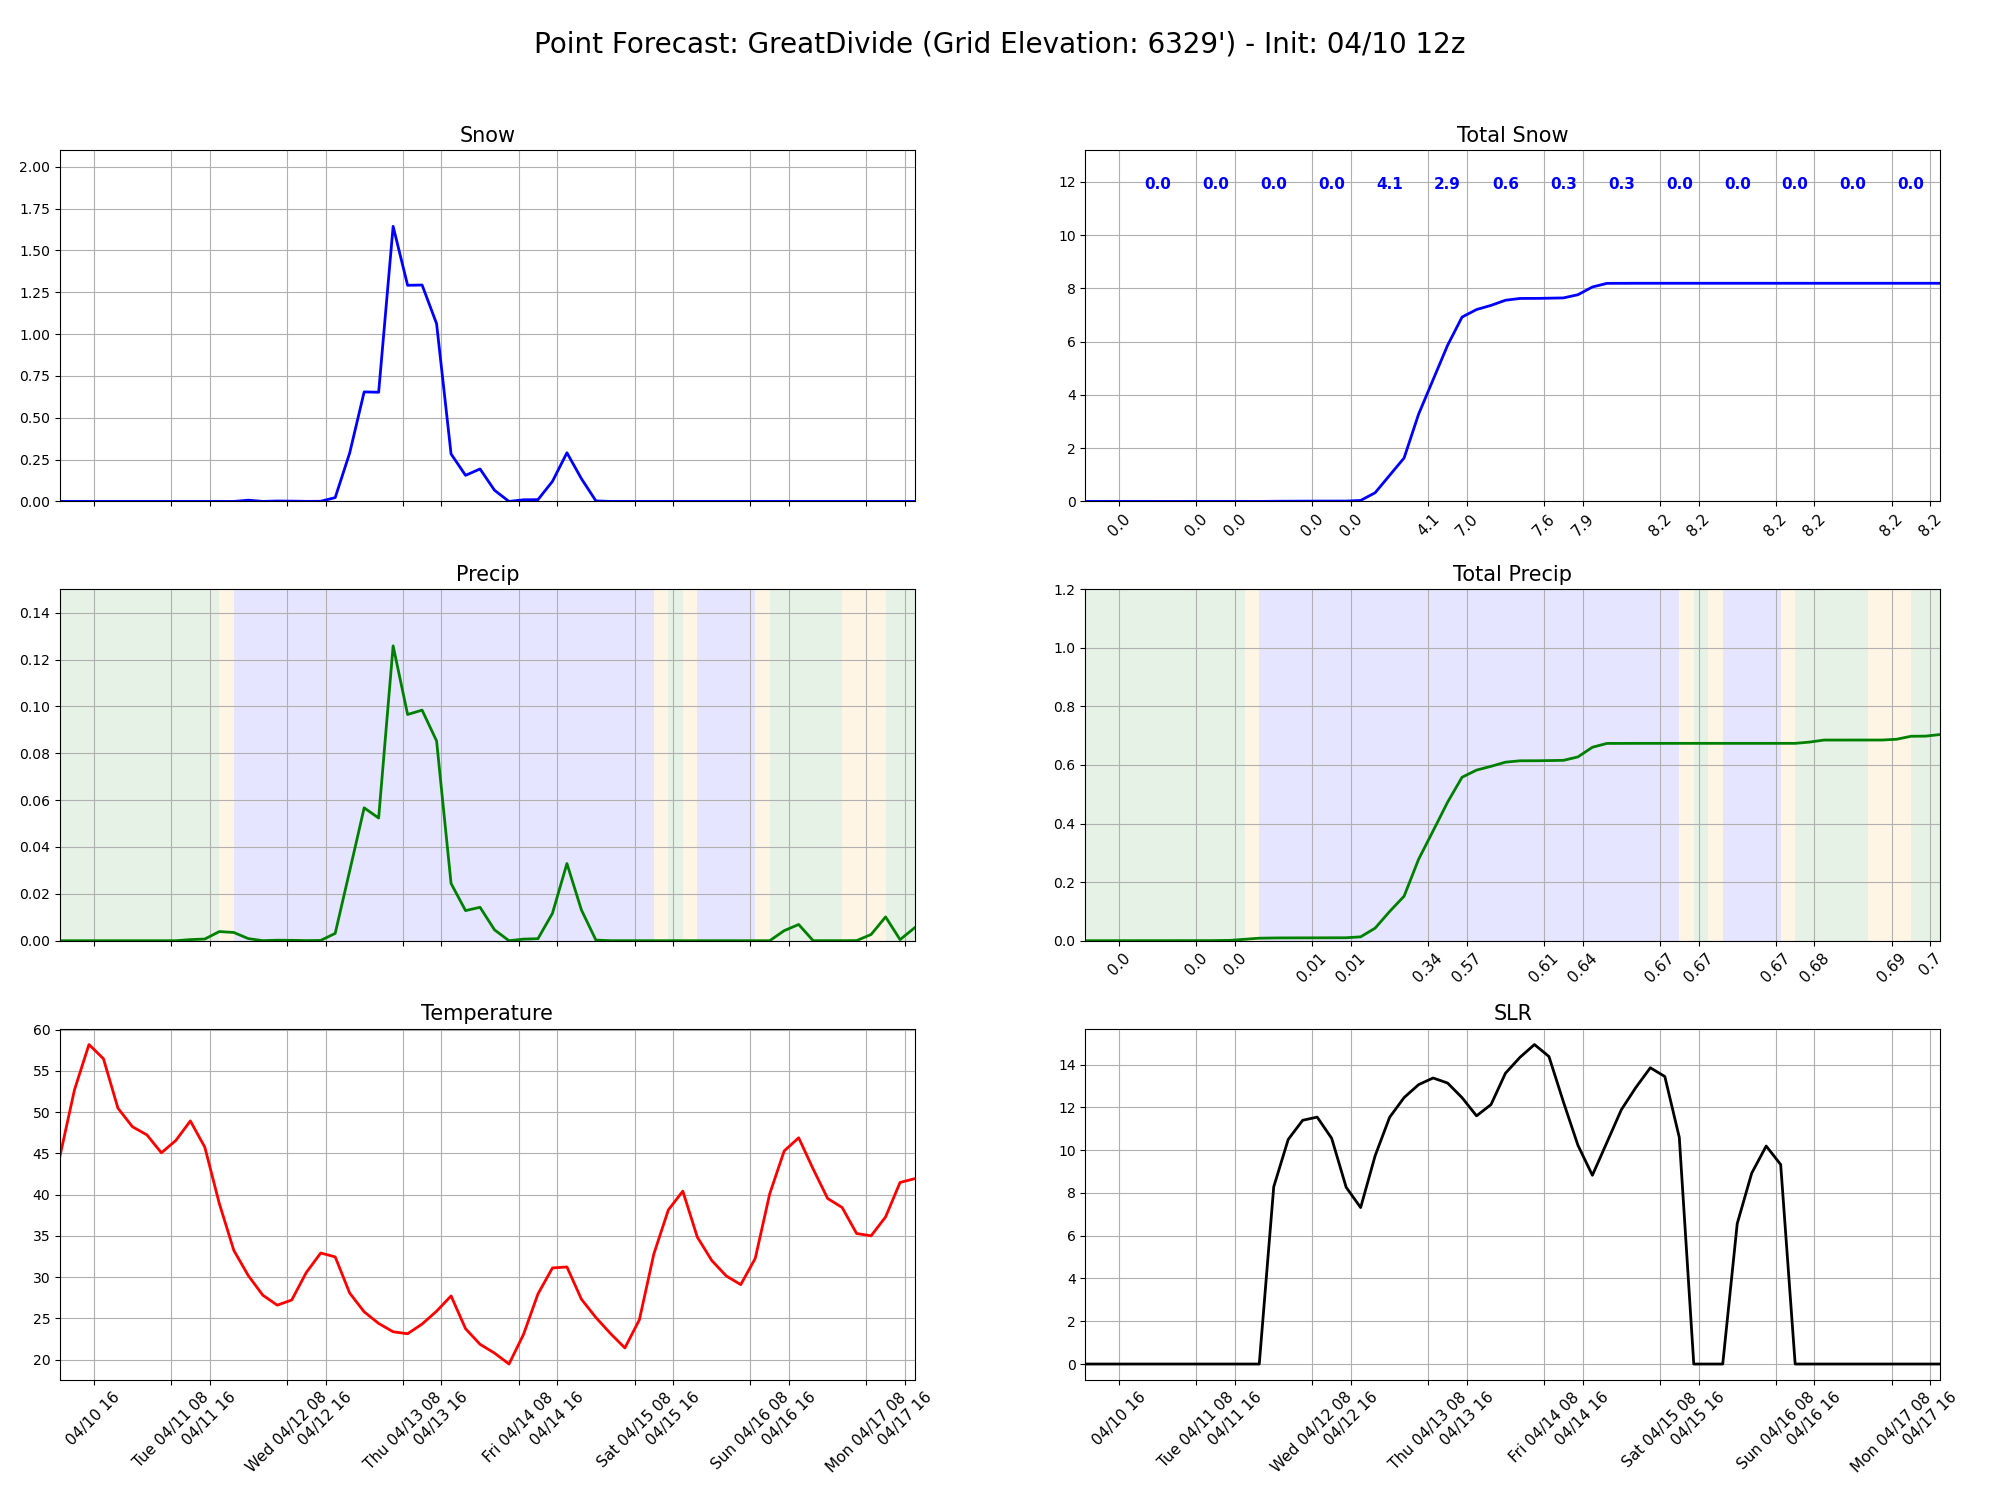 Point Forecast: GreatDivide (Grid Elevation: 6329') - Init: 04/10 12z
Snow
2.00
1.75
1.50
1.25
1.00
0.75
0.50
0.25
0.00
Total Snow
0.0 0.0 0.0 0.0 4.1 2.9 0.6 0.3 0.3 0.0 0.0 0.0 0.0 0.0
12
10
8
6
4
2
0
0.0 0.0 0.0 0.0 0.0 4.1 7.0 7.6 7.9 8.2 8.2 8.2 8.2 8.2 8.2
Precip
0.14
0.12
0.10
0.08
0.06
0.04
0.02
0.00
Total Precip
1.2
1.0
0.8
0.6
0.4
0.2
0.0
0.0 0.0 0.0 0.01 0.01 0.34 0.57 0.61 0.64 0.67 0.67 0.67 0.68 0.69 0.7
Temperature
60
55
50
45
40
35
30
25
20
04/10 16
Tue 04/11 08
04/11 16
Wed 04/12 08
04/12 16
Thu 04/13 08
04/13 16
Fri 04/14 08
04/14 16
Sat 04/15 08
04/15 16
Sun 04/16 08
04/16 16
Mon 04/17 08
04/17 16
SLR
14
12
10
8
6
4
2
0
04/10 16
Tue 04/11 08
04/11 16
Wed 04/12 08
04/12 16
Thu 04/13 08
04/13 16
Fri 04/14 08
04/14 16
Sat 04/15 08
04/15 16
Sun 04/16 08
04/16 16
Mon 04/17 08
04/17 16